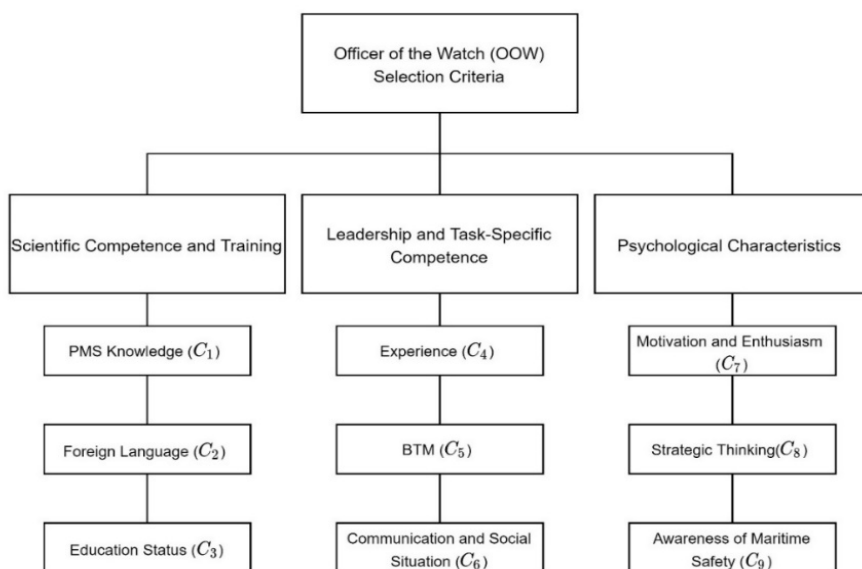 Officer of the Watch (OOW)
Selection Criteria
Scientific Competence and Training
Leadership and Task-Specific
Competence
Psychological Characteristics
PMS Knowledge (C₁)
Experience (C₄)
Motivation and Enthusiasm
(C₇)
Foreign Language (C₂)
BTM (C₅)
Strategic Thinking(C₈)
Education Status (C₃)
Communication and Social
Situation (C₆)
Awareness of Maritime
Safety (C₉)